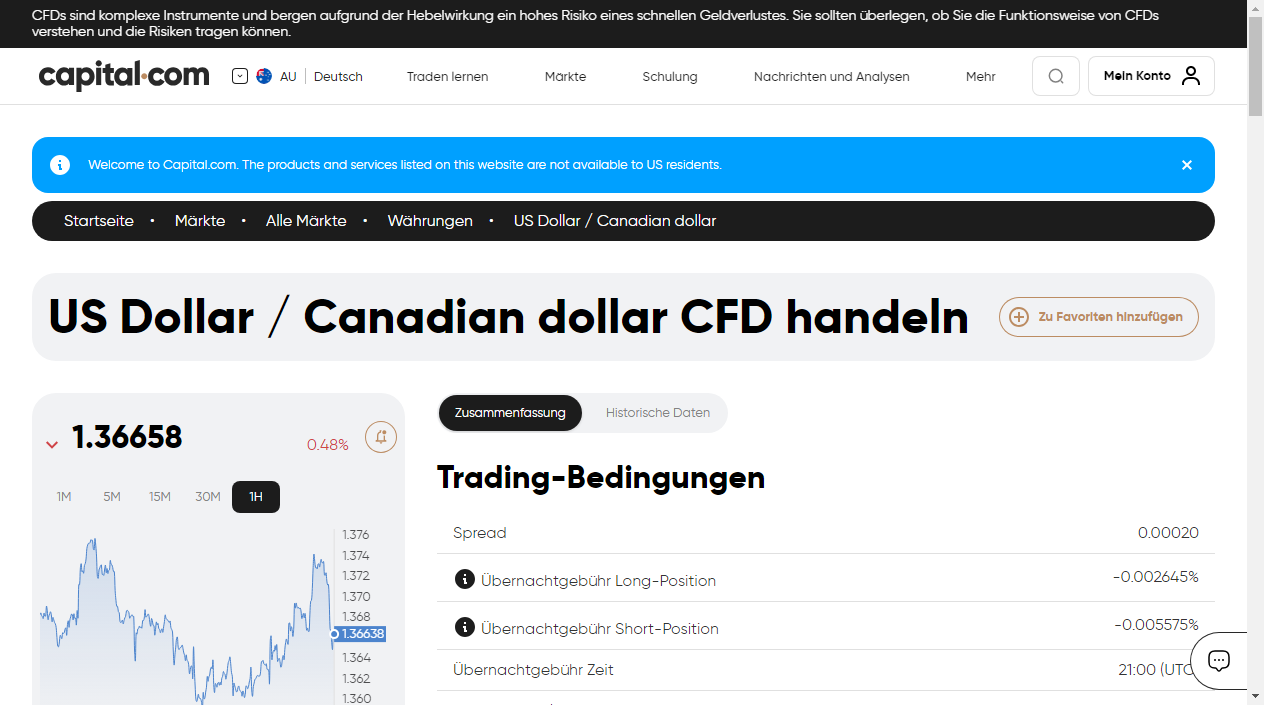 CFDs sind komplexe Instrumente und bergen aufgrund der Hebelwirkung ein hohes Risiko eines schnellen Geldverlustes. Sie sollten überlegen, ob Sie die Funktionsweise von CFDs
verstehen und die Risiken tragen können.
capital.com
AU Deutsch
Traden lernen
Märkte
Schulung
Nachrichten und Analysen
Mehr
Mein Konto
Welcome to Capital.com. The products and services listed on this website are not available to US residents.
Startseite • Märkte • Alle Märkte • Währungen • US Dollar / Canadian dollar
US Dollar / Canadian dollar CFD handeln
Zu Favoriten hinzufügen
1.36658
0.48%
1M 5M 15M 30M 1H
1.376
1.374
1.372
1.370
1.368
1.36638
1.364
1.362
1.360
Zusammenfassung
Historische Daten
Trading-Bedingungen
Spread 0.00020
Übernachtgebühr Long-Position -0.002645%
Übernachtgebühr Short-Position -0.005575%
Übernachtgebühr Zeit 21:00 (UTC